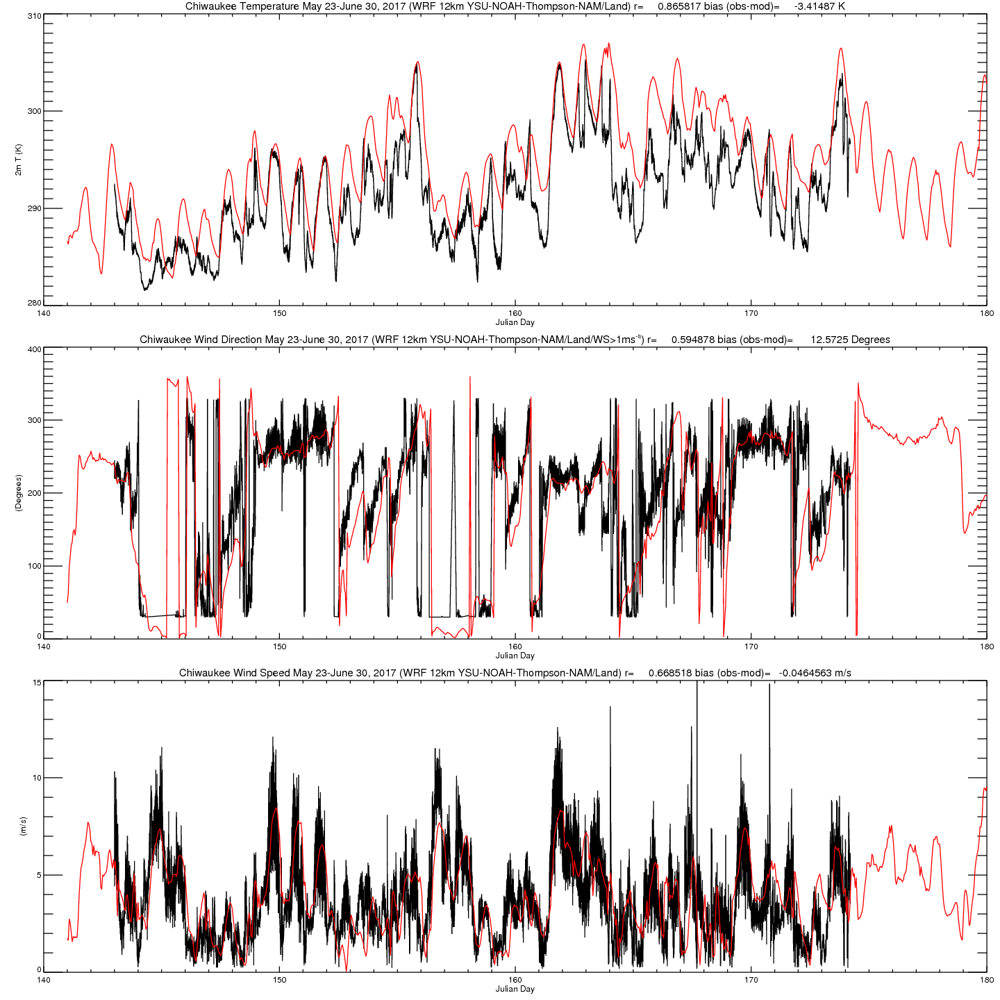 Chiwaukee Temperature May 23-June 30, 2017 (WRF 12km YSU-NOAH-Thompson-NAM/Land) r= 0.865817 bias (obs-mod)= -3.41487 K
310
300
290
280
2m T (K)
140 150 160 170 180
Julian Day
Chiwaukee Wind Direction May 23-June 30, 2017 (WRF 12km YSU-NOAH-Thompson-NAM/Land/WS>1ms-s) r= 0.594878 bias (obs-mod)= 12.5725 Degrees
400
300
200
100
0
(Degrees)
140 150 160 170 180
Julian Day
Chiwaukee Wind Speed May 23-June 30, 2017 (WRF 12km YSU-NOAH-Thompson-NAM/Land) r= 0.668518 bias (obs-mod)= -0.0464563 m/s
15
10
5
0
(m/s)
140 150 160 170 180
Julian Day